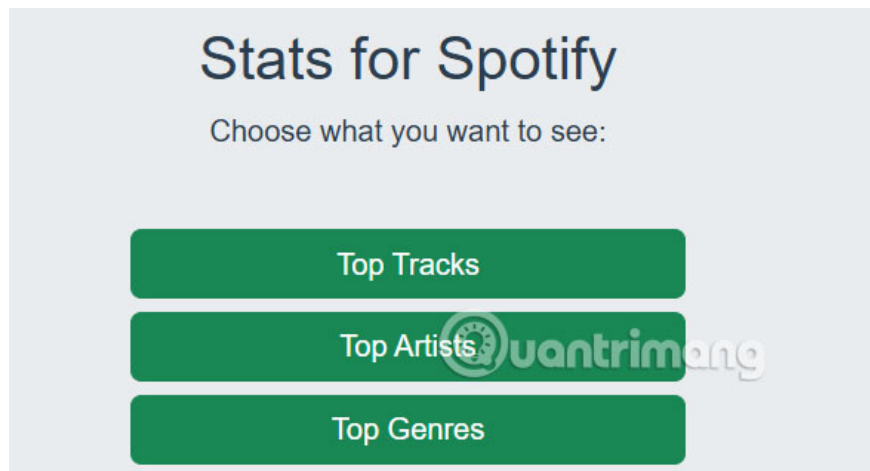 Stats for Spotify
Choose what you want to see:
Top Tracks
Top Artists
Quantrimang
Top Genres